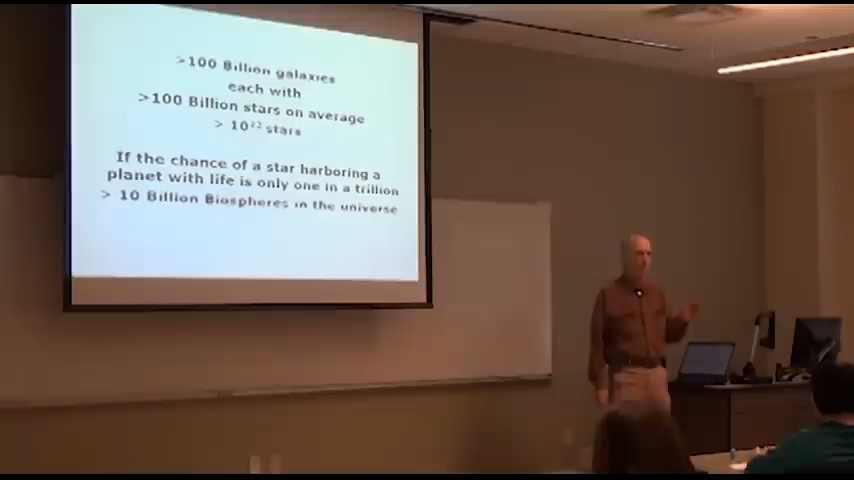 >100 Billion galaxies
each with
>100 Billion stars on average
> 10²² stars
If the chance of a star harboring a
planet with life is only one in a trillion
> 10 Billion Biospheres in the universe